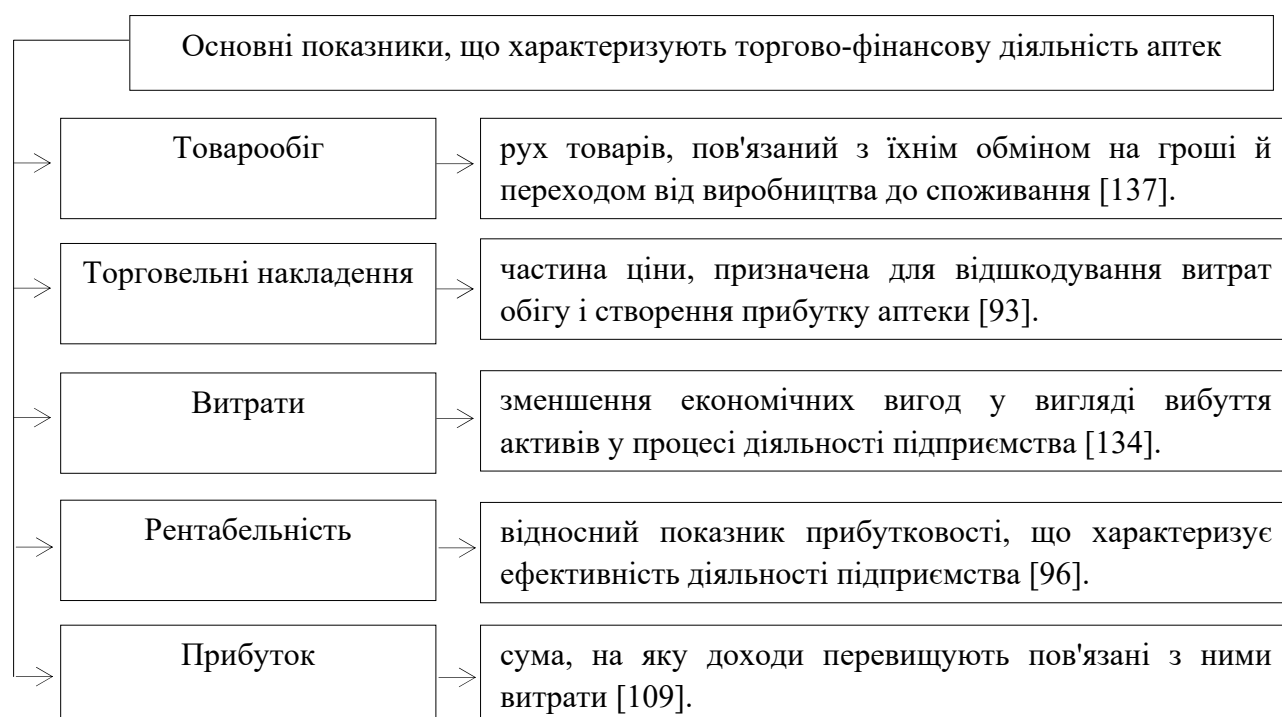 Основні показники, що характеризують торгово-фінансову діяльність аптек
Товарообіг
рух товарів, пов'язаний з їхнім обміном на гроші й
переходом від виробництва до споживання [137].
Торговельні накладення
частина ціни, призначена для відшкодування витрат
обігу і створення прибутку аптеки [93].
Витрати
зменшення економічних вигод у вигляді вибуття
активів у процесі діяльності підприємства [134].
Рентабельність
відносний показник прибутковості, що характеризує
ефективність діяльності підприємства [96].
Прибуток
сума, на яку доходи перевищують пов'язані з ними
витрати [109].